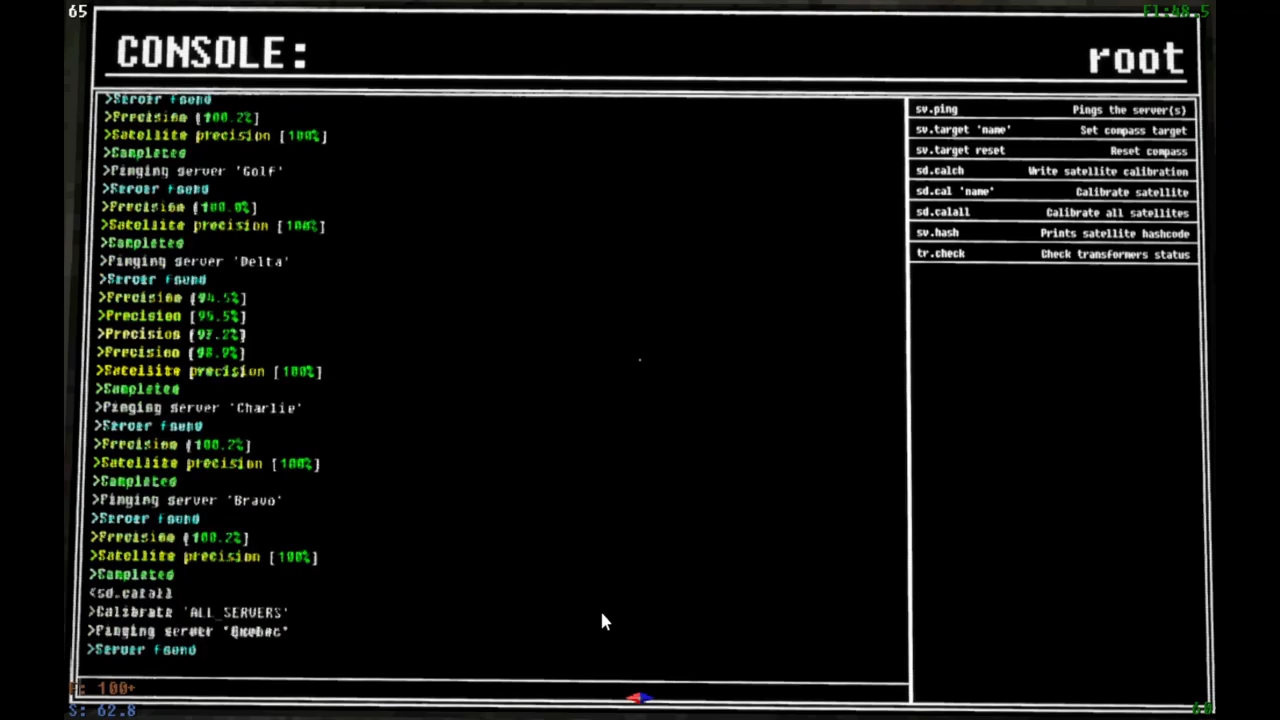 65
F1:48.5
CONSOLE:
root
>Server found
>Precision [100.2%]
>Satellite precision [100%]
>Completed
>Pinging server 'Golf'
>Server found
>Precision [100.0%]
>Satellite precision [100%]
>Completed
>Pinging server 'Delta'
>Server found
>Precision [94.5%]
>Precision [95.5%]
>Precision [97.2%]
>Precision [98.9%]
>Satellite precision [100%]
>Completed
>Pinging server 'Charlie'
>Server found
>Precision [100.2%]
>Satellite precision [100%]
>Completed
>Pinging server 'Bravo'
>Server found
>Precision [100.2%]
>Satellite precision [100%]
>Completed
<sd.calall
>Calibrate 'ALL_SERVERS'
>Pinging server 'Quebec'
>Server found
sv.ping Pings the server(s)
sv.target 'name' Set compass target
sv.target reset Reset compass
sd.calch Write satellite calibration
sd.cal 'name' Calibrate satellite
sd.calall Calibrate all satellites
sv.hash Prints satellite hashcode
tr.check Check transformers status
100+
S: 62.8
60